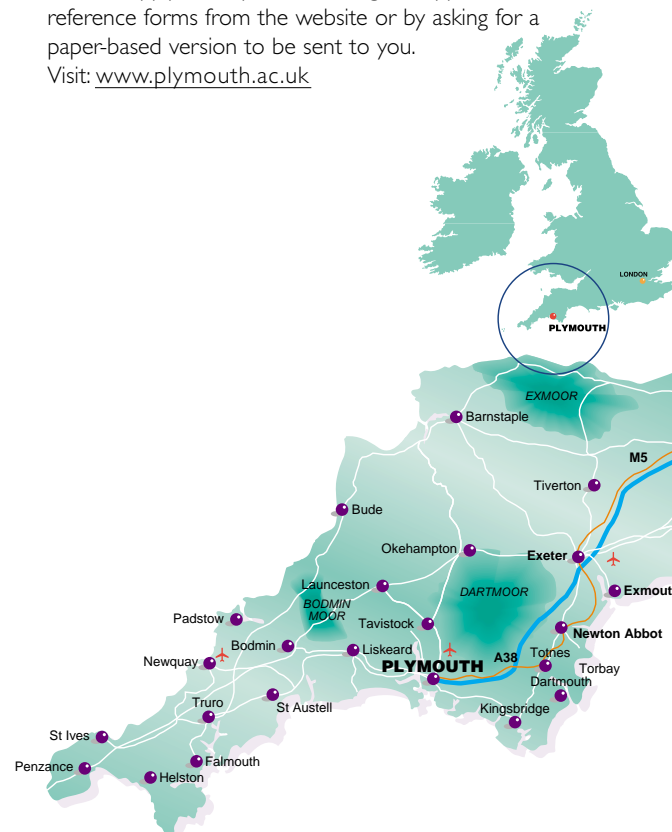 reference forms from the website or by asking for a
paper-based version to be sent to you.
Visit: www.plymouth.ac.uk
LONDON
PLYMOUTH
EXMOOR
Barnstaple
M5
Tiverton
Bude
Okehampton
Exeter
Launceston
DARTMOOR
Exmout
BODMIN
MOOR
Padstow
Tavistock
Newton Abbot
Bodmin
Liskeard
Newquay
PLYMOUTH
A38
Totnes
Torbay
Dartmouth
Truro
St Austell
Kingsbridge
St Ives
Penzance
Falmouth
Helston